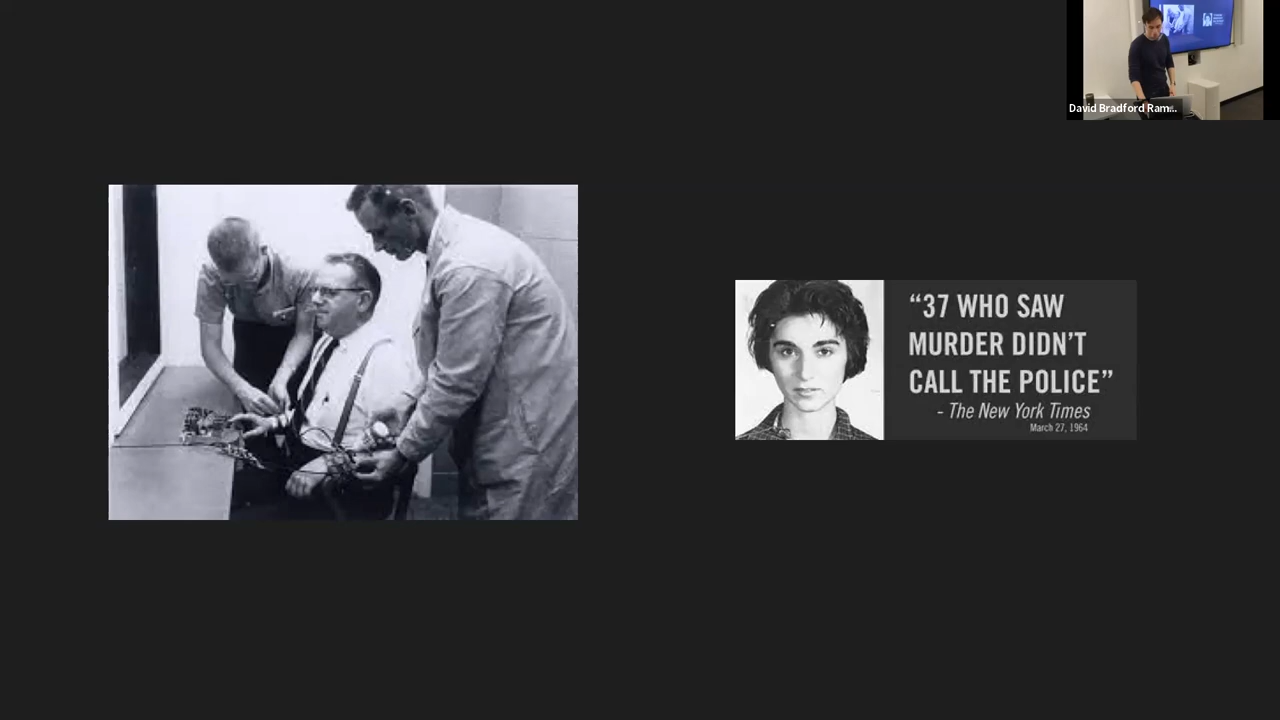 David Bradford Ram...
“37 WHO SAW
MURDER DIDN’T
CALL THE POLICE”
- The New York Times
March 27, 1964